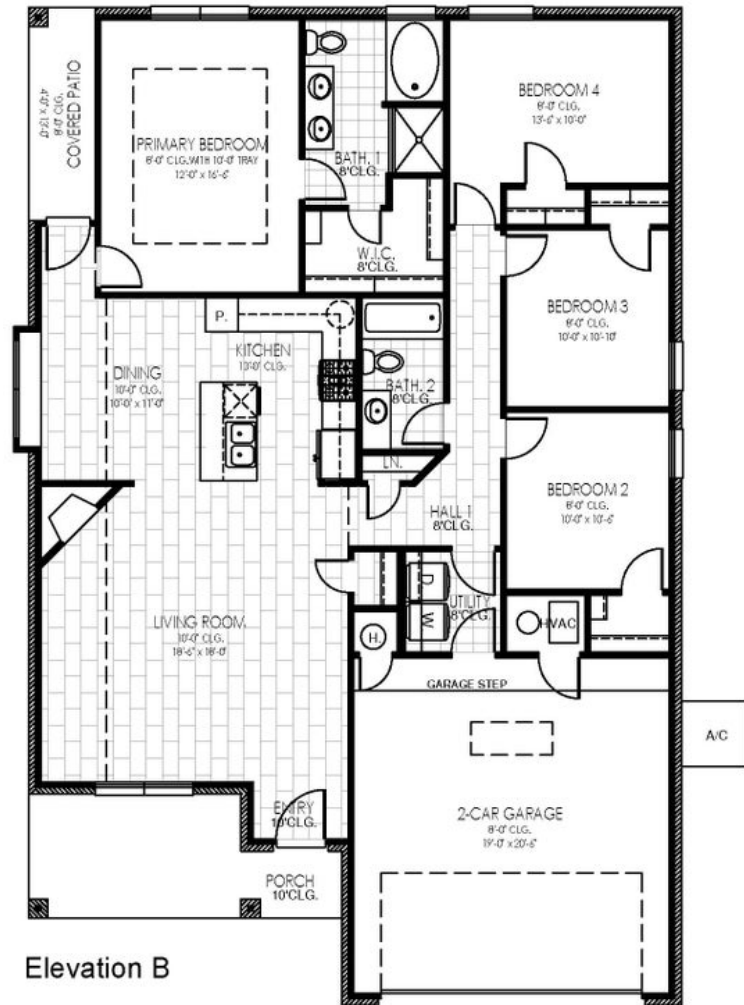 COVERED PATIO
8'-0" CLG.
4'-0" x 13'-0"
PRIMARY BEDROOM
8'-0" CLG. WITH 10'-0" TRAY
12'-0" x 16'-6"
BATH. 1
8'CLG.
W.I.C.
8'CLG.
BEDROOM 4
8'-0" CLG.
13'-6" x 10'-0"
BEDROOM 3
8'-0" CLG.
10'-0" x 10'-10"
P.
KITCHEN
10'-0" CLG.
DINING
10'-0" CLG.
10'-0" x 11'-0"
BATH. 2
8'CLG.
LN.
HALL 1
8'CLG.
BEDROOM 2
8'-0" CLG.
10'-0" x 10'-6"
LIVING ROOM
10'-0" CLG.
18'-6" x 18'-0"
D
W
UTILITY
8'CLG.
H.
HVAC
GARAGE STEP
A/C
2-CAR GARAGE
8'-0" CLG.
19'-0" x 20'-6"
ENTRY
10'CLG.
PORCH
10'CLG.
Elevation B